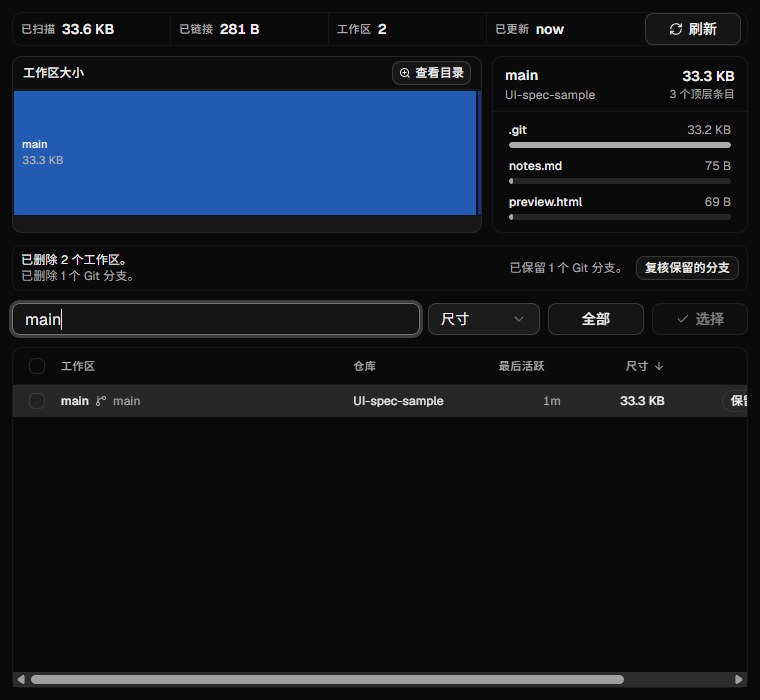 已扫描 33.6 KB 已链接 281 B 工作区 2 已更新 now 刷新
工作区大小 查看目录
main
33.3 KB
main 33.3 KB
UI-spec-sample 3 个顶层条目
.git 33.2 KB
notes.md 75 B
preview.html 69 B
已删除 2 个工作区。
已删除 1 个 Git 分支。
已保留 1 个 Git 分支。 复核保留的分支
main 尺寸 全部 选择
工作区 仓库 最后活跃 尺寸
main main UI-spec-sample 1m 33.3 KB